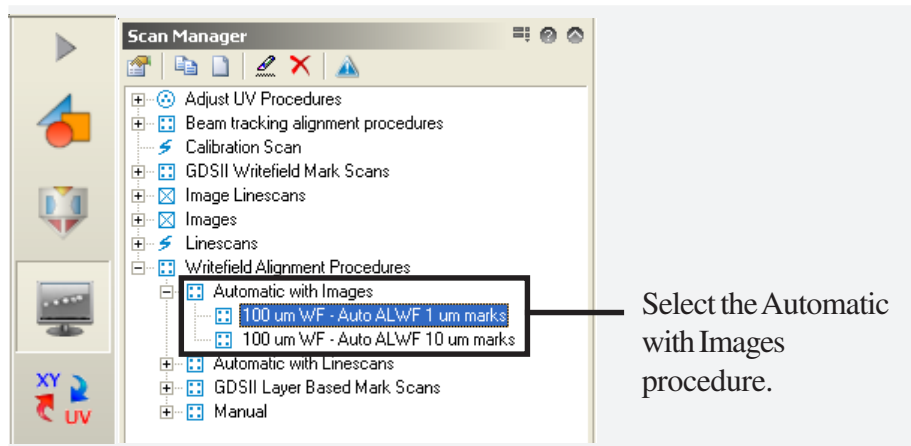 Scan Manager
Adjust UV Procedures
Beam tracking alignment procedures
Calibration Scan
GDSII Writefield Mark Scans
Image Linescans
Images
Linescans
Writefield Alignment Procedures
Automatic with Images
100 um WF - Auto ALWF 1 um marks
100 um WF - Auto ALWF 10 um marks
Automatic with Linescans
GDSII Layer Based Mark Scans
Manual
XY
UV
Select the Automatic
with Images
procedure.